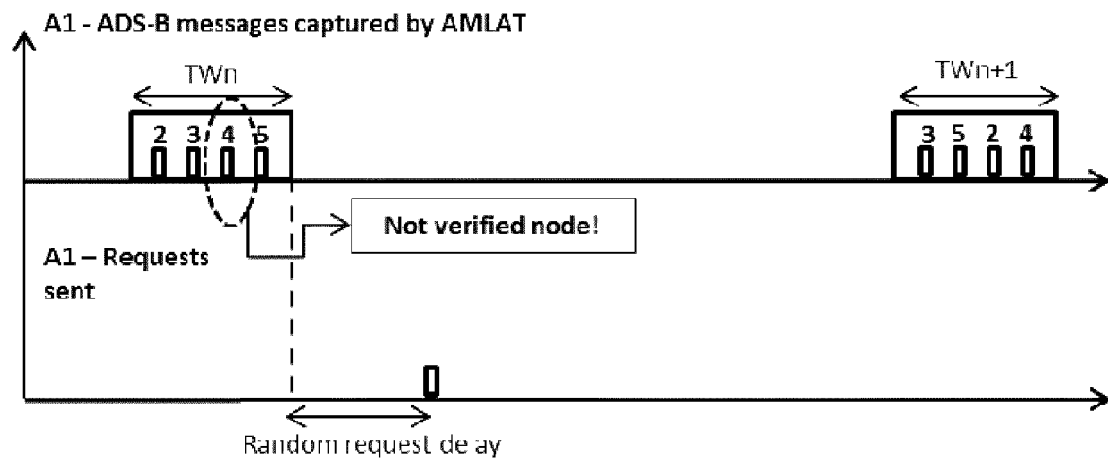 A1 - ADS-B messages captured by AMLAT
TWn
TWn+1
2 3 4 5
3 5 2 4
Not verified node!
A1 – Requests
sent
Random request delay